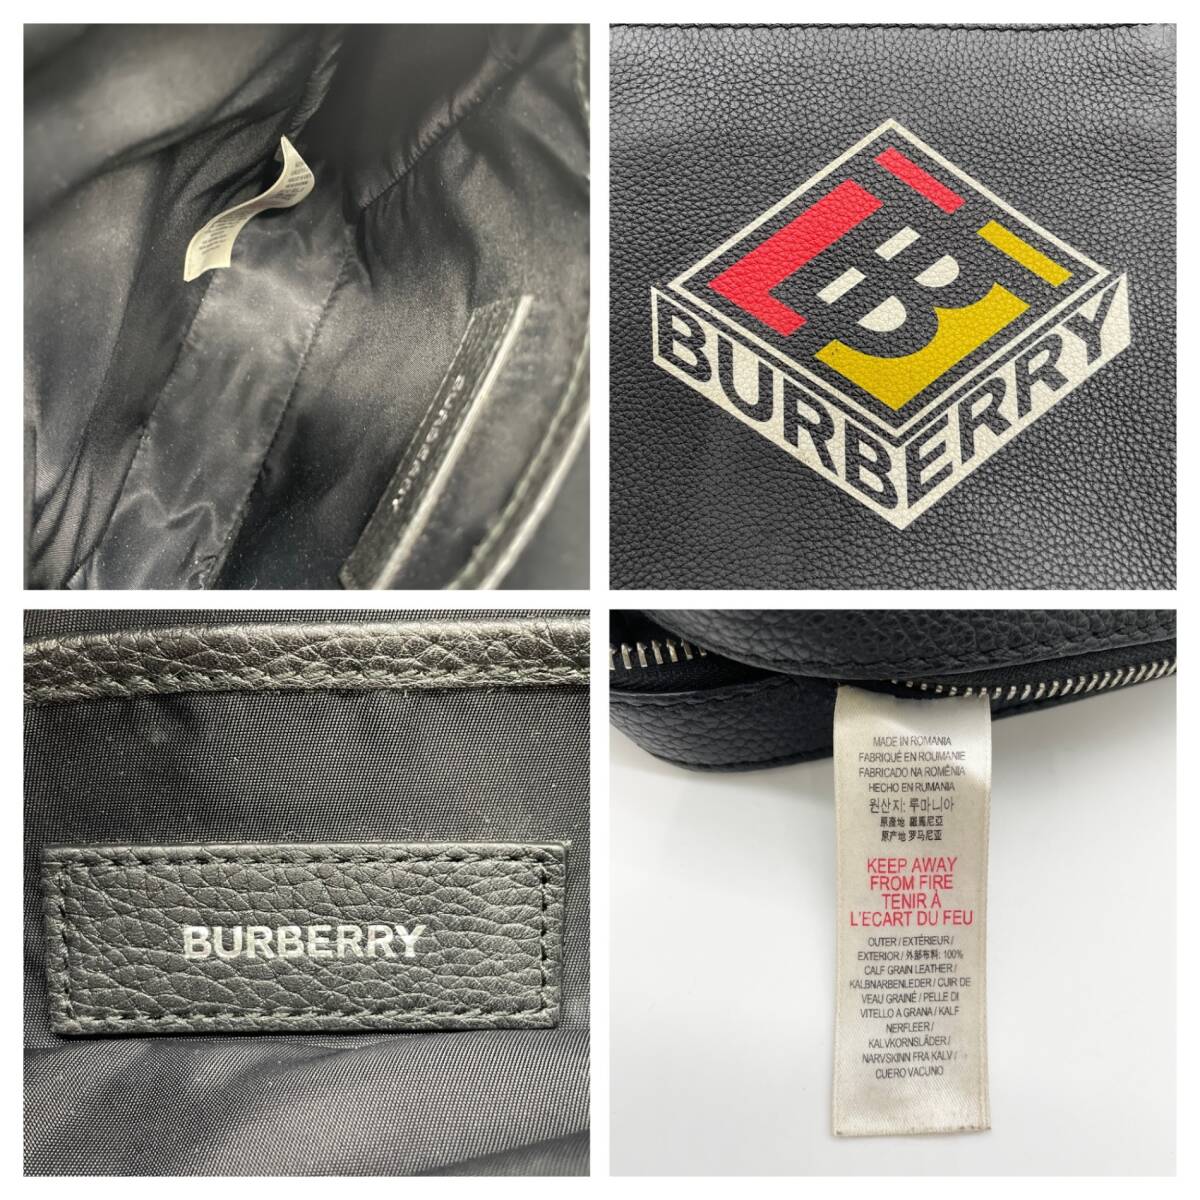 BURBERRY
B
BURBERRY
BURBERRY
MADE IN ROMANIA
FABRIQUÉ EN ROUMANIE
FABRICADO NA ROMÊNIA
HECHO EN RUMANIA
원산지: 루마니아
原產地 羅馬尼亞
原产地 罗马尼亚
KEEP AWAY
FROM FIRE
TENIR À
L'ECART DU FEU
OUTER / EXTÉRIEUR /
EXTERIOR / 外部布料: 100%
CALF GRAIN LEATHER /
KALBNARBENLEDER / CUIR DE
VEAU GRAINÉ / PELLE DI
VITELLO A GRANA / KALF
NERFLEER /
KALVKORNSLÄDER /
NARVSKINN FRA KALV /
CUERO VACUNO